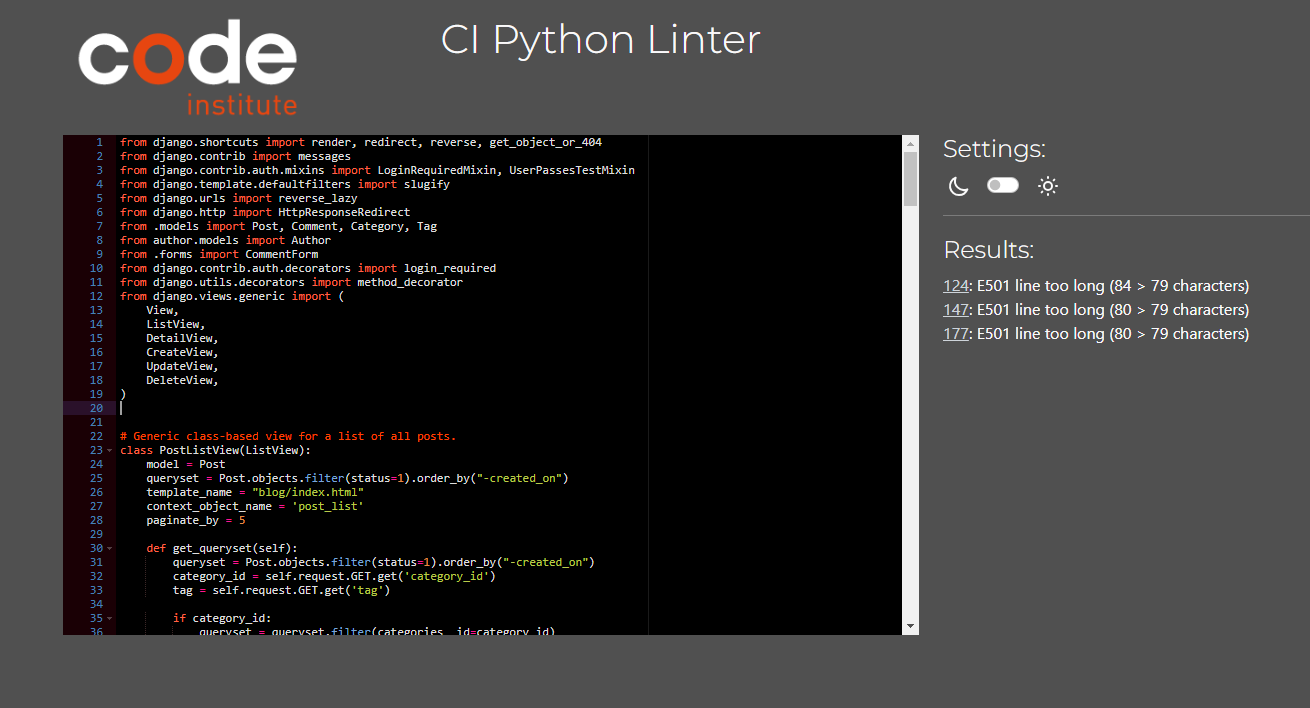 code
institute
CI Python Linter
1 from django.shortcuts import render, redirect, reverse, get_object_or_404
2 from django.contrib import messages
3 from django.contrib.auth.mixins import LoginRequiredMixin, UserPassesTestMixin
4 from django.template.defaultfilters import slugify
5 from django.urls import reverse_lazy
6 from django.http import HttpResponseRedirect
7 from .models import Post, Comment, Category, Tag
8 from author.models import Author
9 from .forms import CommentForm
10 from django.contrib.auth.decorators import login_required
11 from django.utils.decorators import method_decorator
12 from django.views.generic import (
13     View,
14     ListView,
15     DetailView,
16     CreateView,
17     UpdateView,
18     DeleteView,
19 )
20
21
22 # Generic class-based view for a list of all posts.
23 class PostListView(ListView):
24     model = Post
25     queryset = Post.objects.filter(status=1).order_by("-created_on")
26     template_name = "blog/index.html"
27     context_object_name = 'post_list'
28     paginate_by = 5
29
30     def get_queryset(self):
31         queryset = Post.objects.filter(status=1).order_by("-created_on")
32         category_id = self.request.GET.get('category_id')
33         tag = self.request.GET.get('tag')
34
35         if category_id:
36             queryset = queryset.filter(categories__id=category_id)
Settings:
Results:
124: E501 line too long (84 > 79 characters)
147: E501 line too long (80 > 79 characters)
177: E501 line too long (80 > 79 characters)